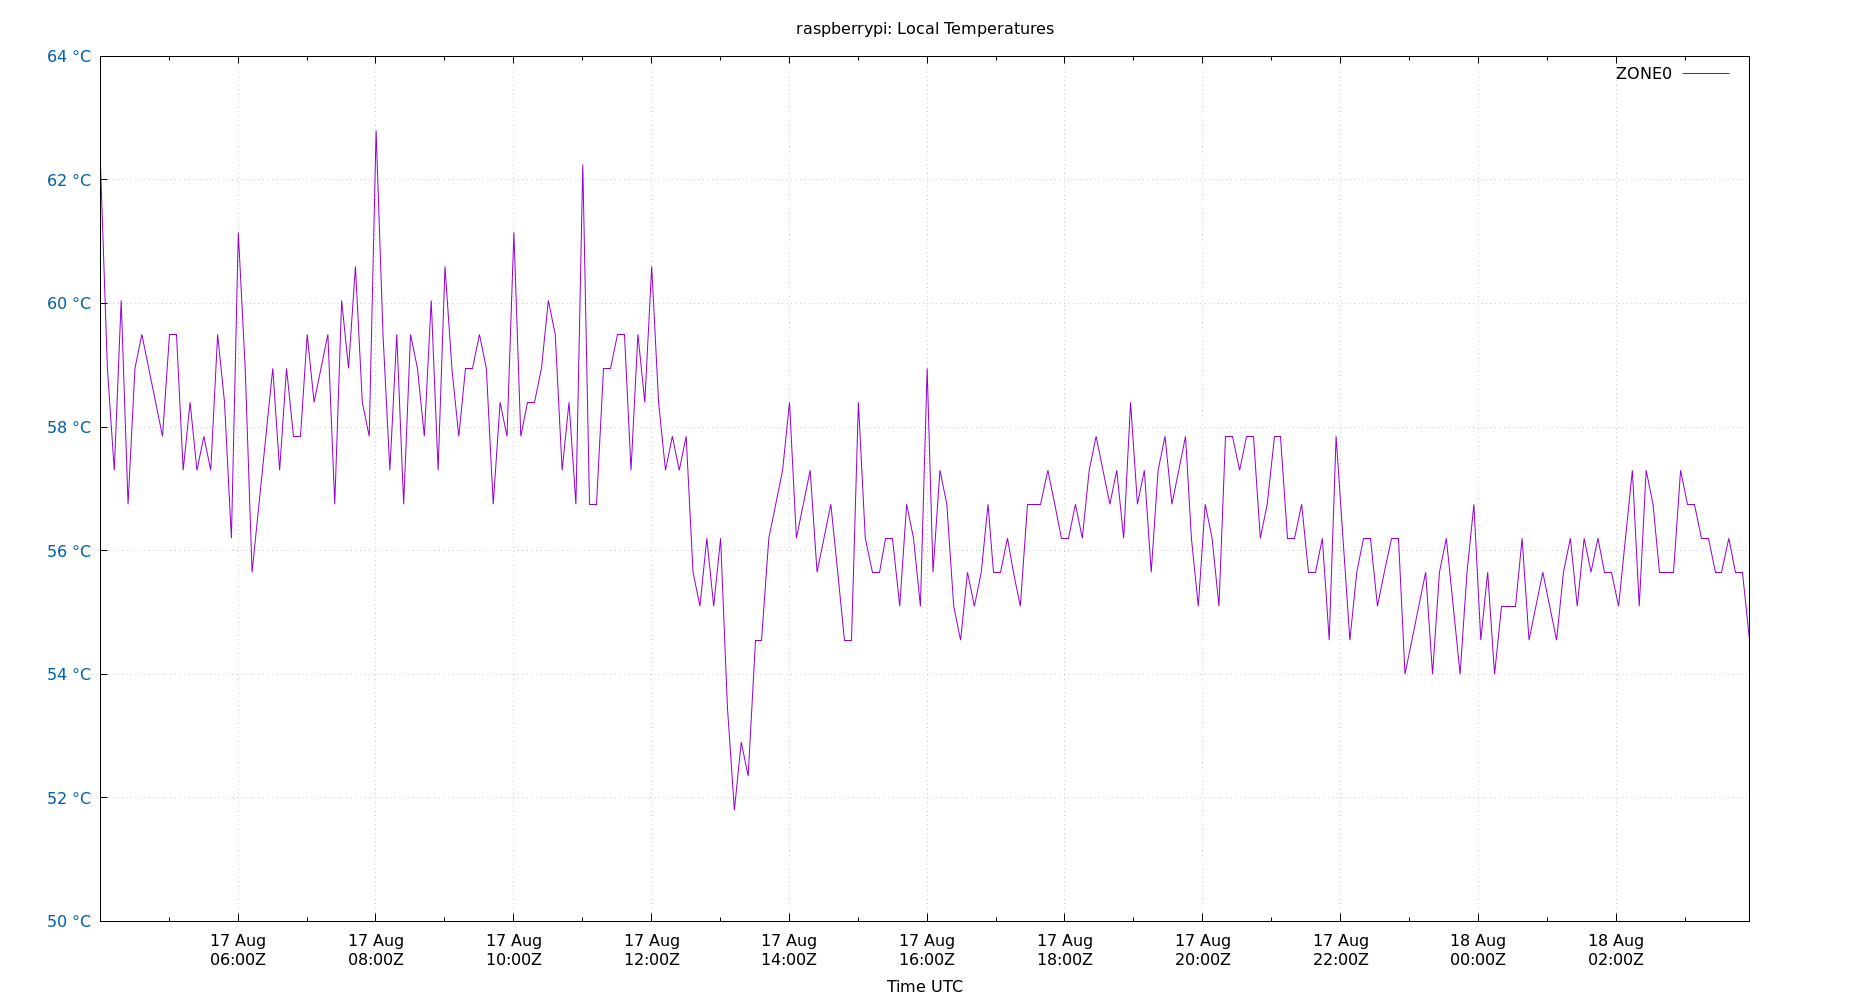 raspberrypi: Local Temperatures
64 °C
ZONE0
62 °C
60 °C
58 °C
56 °C
54 °C
52 °C
50 °C
17 Aug 17 Aug 17 Aug 17 Aug 17 Aug 17 Aug 17 Aug 17 Aug 17 Aug 18 Aug 18 Aug
06:00Z 08:00Z 10:00Z 12:00Z 14:00Z 16:00Z 18:00Z 20:00Z 22:00Z 00:00Z 02:00Z
Time UTC